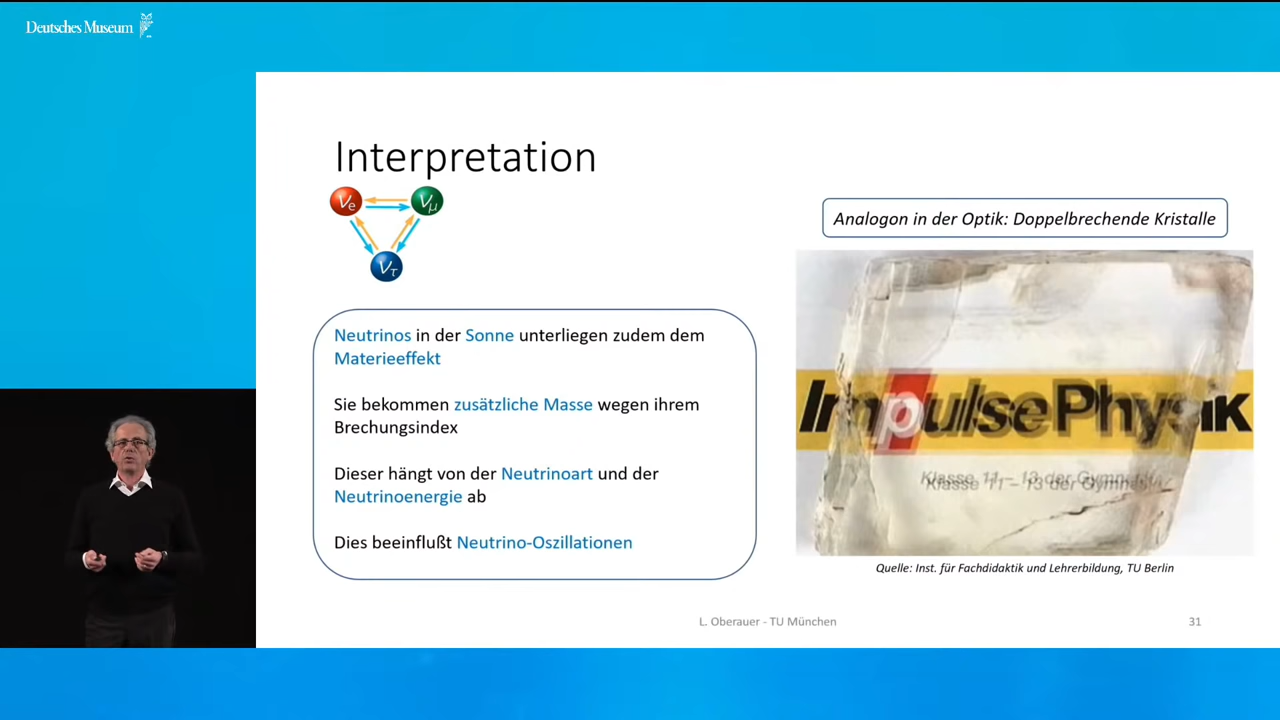 Deutsches Museum
Interpretation
νe
νμ
ντ
Analogon in der Optik: Doppelbrechende Kristalle
Neutrinos in der Sonne unterliegen zudem dem
Materieeffekt
Sie bekommen zusätzliche Masse wegen ihrem
Brechungsindex
Dieser hängt von der Neutrinoart und der
Neutrinoenergie ab
Dies beeinflußt Neutrino-Oszillationen
Impulse Physik
Klasse 11 – 13 der Gymnasi
Quelle: Inst. für Fachdidaktik und Lehrerbildung, TU Berlin
L. Oberauer - TU München
31